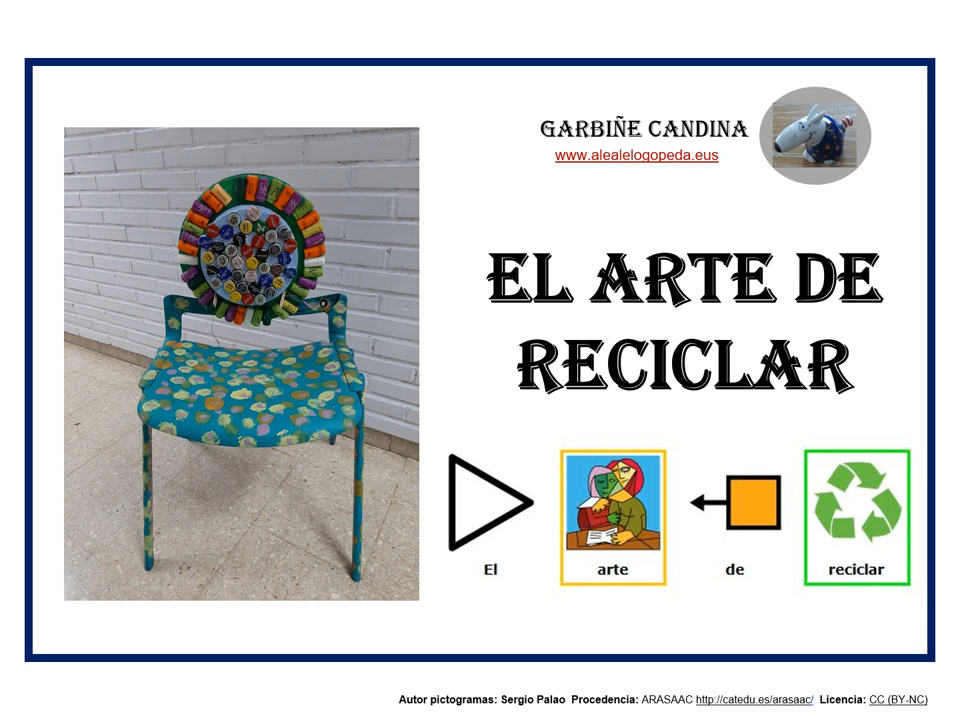 GARBIÑE CANDINA
www.alealelogopeda.eus
EL ARTE DE
RECICLAR
El arte de reciclar
Autor pictogramas: Sergio Palao Procedencia: ARASAAC http://catedu.es/arasaac/ Licencia: CC (BY-NC)